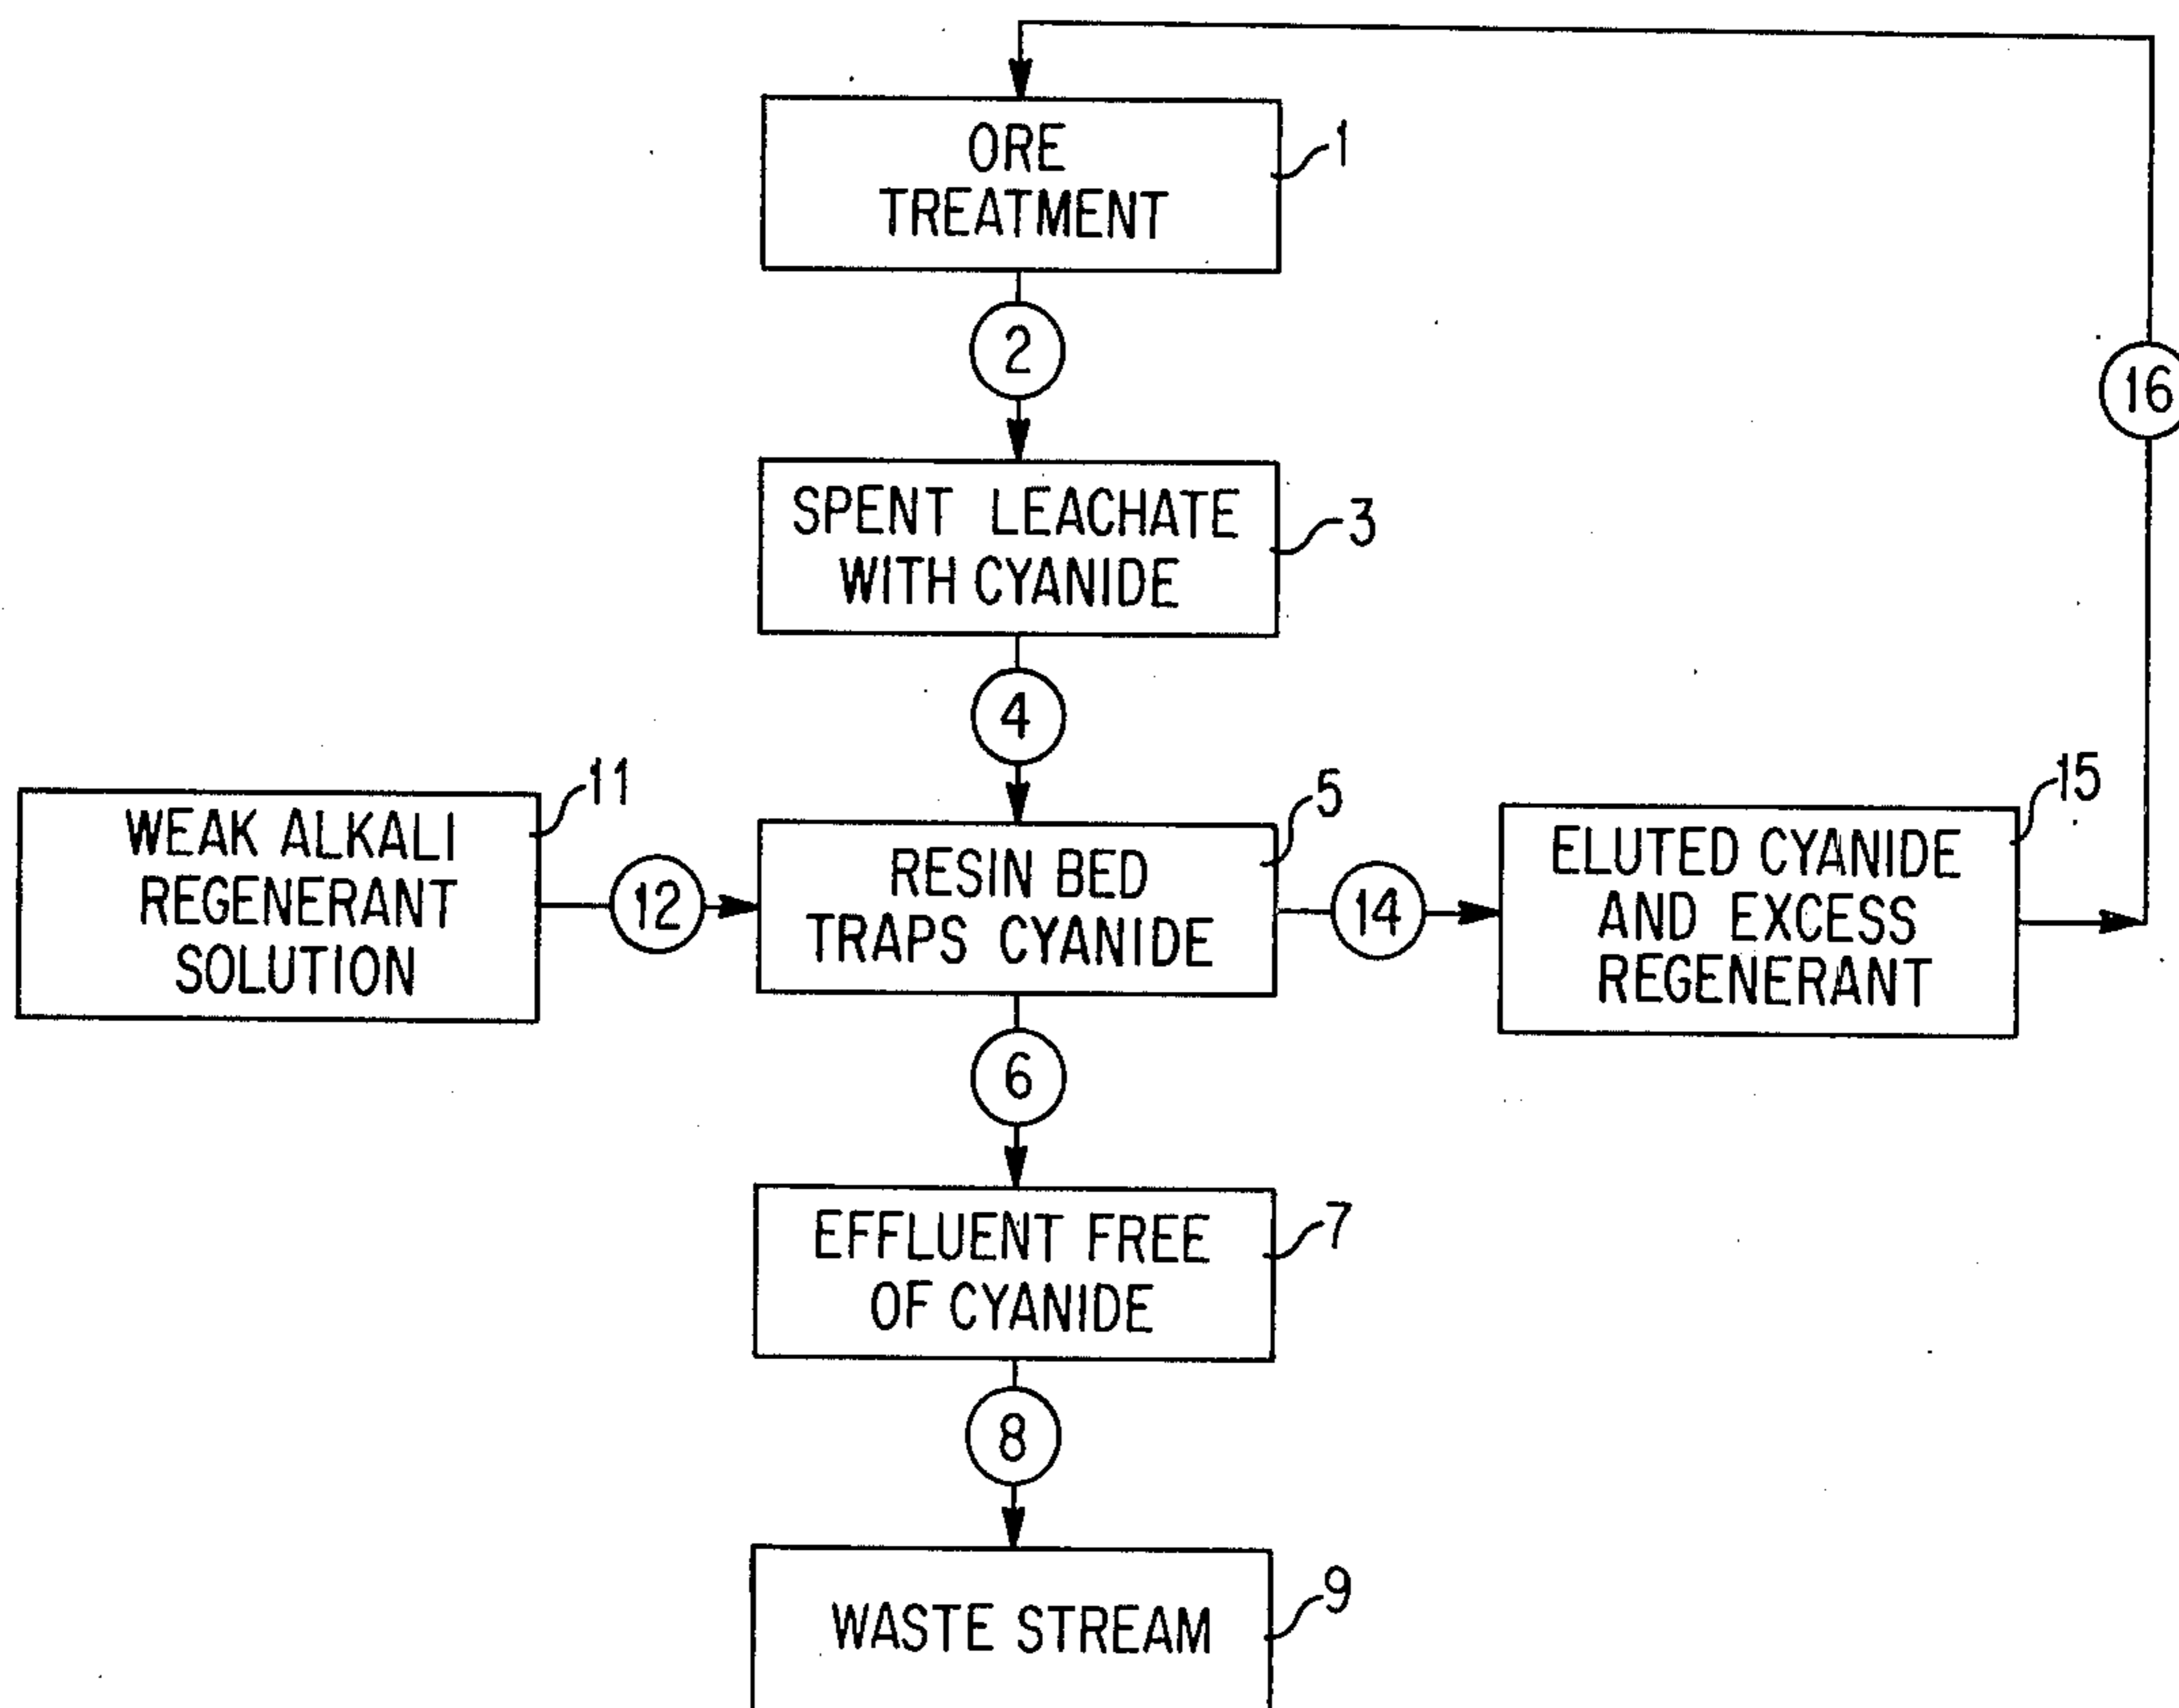 ORE
TREATMENT
1
2
16
SPENT LEACHATE
WITH CYANIDE
3
4
WEAK ALKALI
REGENERANT
SOLUTION
11
12
RESIN BED
TRAPS CYANIDE
5
14
ELUTED CYANIDE
AND EXCESS
REGENERANT
15
6
EFFLUENT FREE
OF CYANIDE
7
8
WASTE STREAM
9